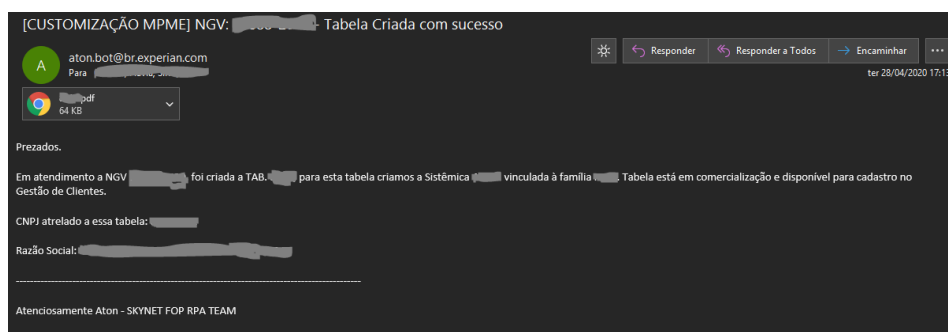 [CUSTOMIZAÇÃO MPME] NGV: - Tabela Criada com sucesso
A
aton.bot@br.experian.com
Para
Responder
Responder a Todos
Encaminhar
ter 28/04/2020 17:13
pdf
64 KB
Prezados.
Em atendimento a NGV foi criada a TAB. para esta tabela criamos a Sistêmica vinculada à família . Tabela está em comercialização e disponível para cadastro no
Gestão de Clientes.
CNPJ atrelado a essa tabela:
Razão Social:
Atenciosamente Aton - SKYNET FOP RPA TEAM